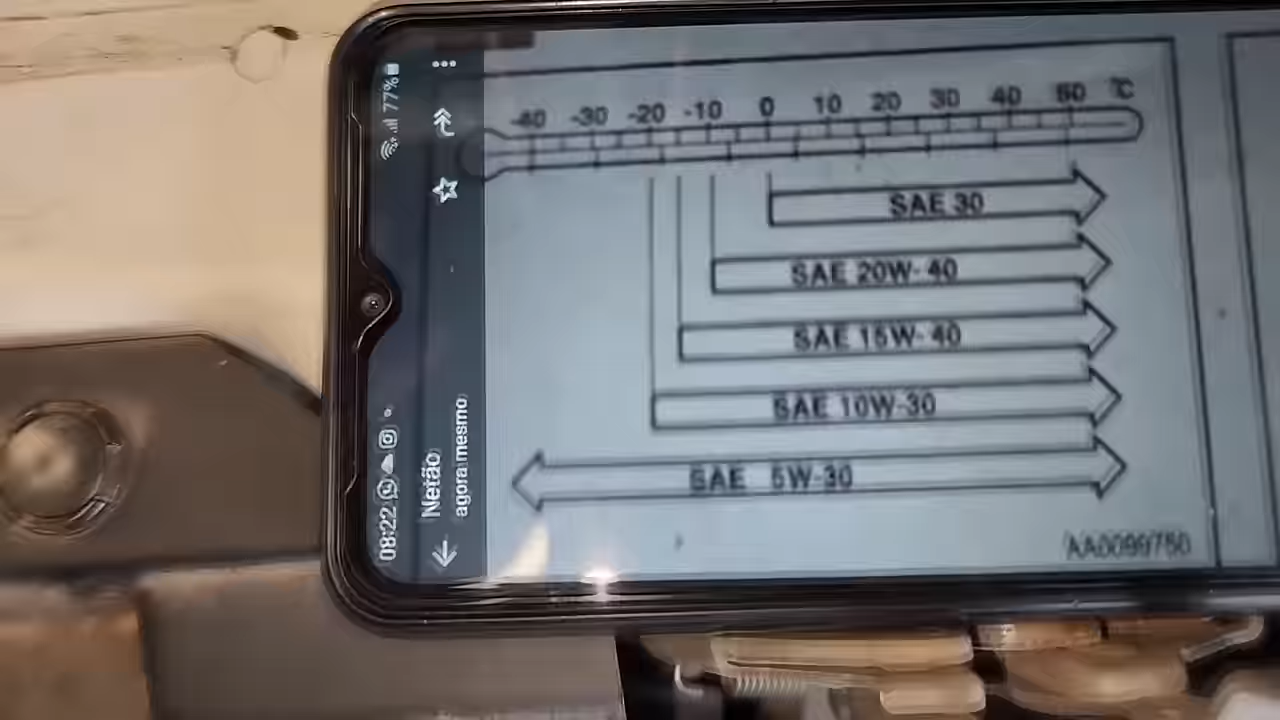 08:22
77%
Netão
agora mesmo
-40 -30 -20 -10 0 10 20 30 40 50 °C
SAE 30
SAE 20W-40
SAE 15W-40
SAE 10W-30
SAE 5W-30
AA0099750